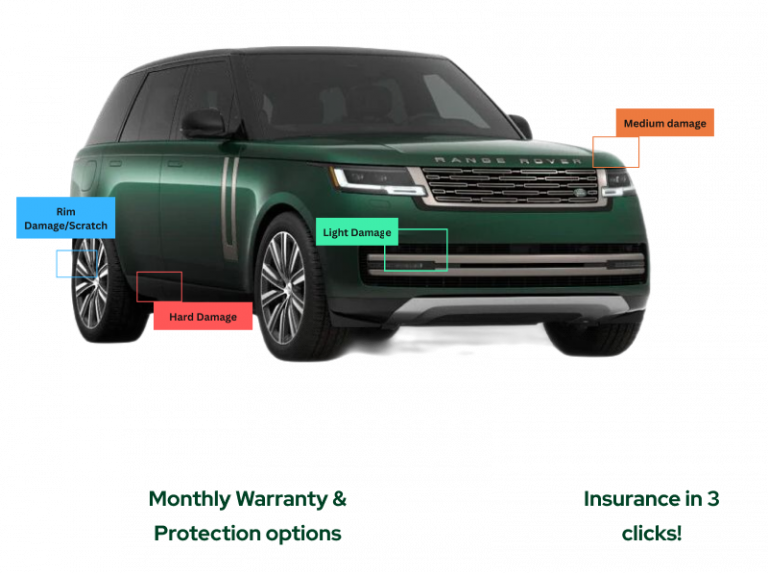 Medium damage
RANGE ROVER
Rim
Damage/Scratch
Light Damage
Hard Damage
Monthly Warranty &
Protection options
Insurance in 3
clicks!